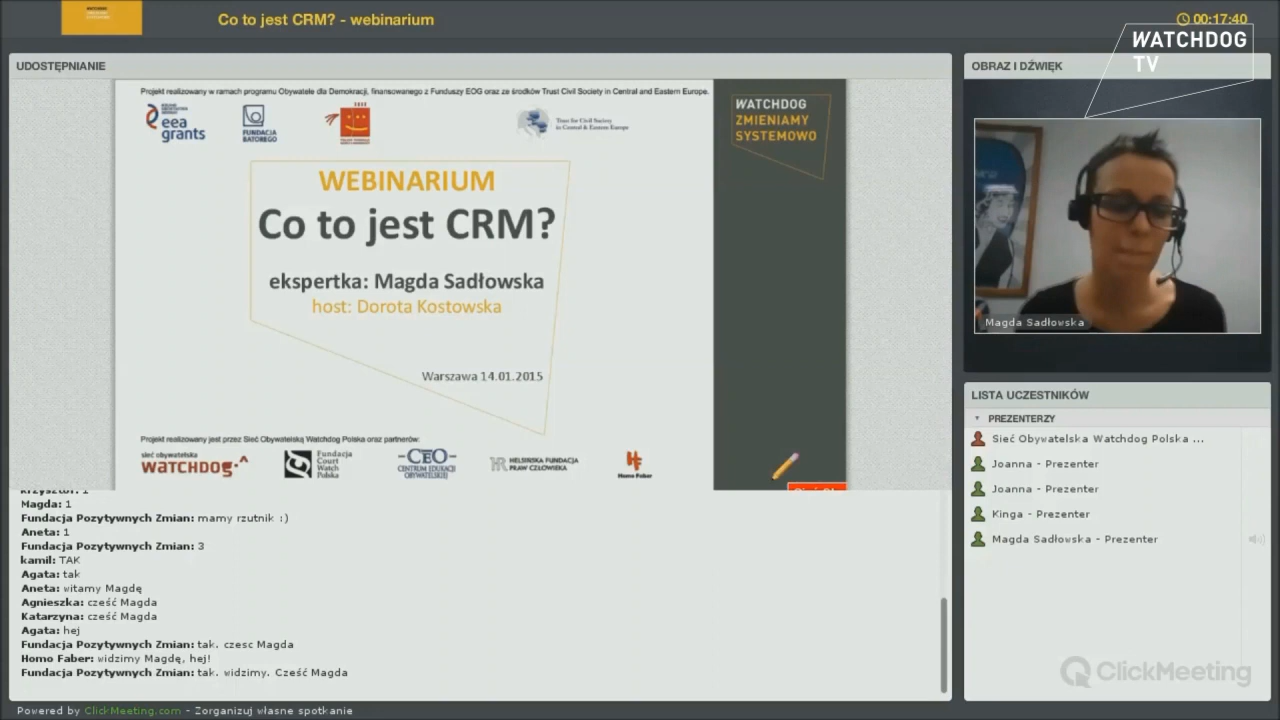 Co to jest CRM? - webinarium
00:17:40
WATCHDOG
TV
UDOSTĘPNIANIE
Projekt realizowany w ramach programu Obywatele dla Demokracji, finansowanego z Funduszy EOG oraz ze środków Trust Civil Society in Central and Eastern Europe.
eea
grants
FUNDACJA
BATOREGO
Trust for Civil Society
in Central & Eastern Europe
WATCHDOG
ZMIENIAMY
SYSTEMOWO
WEBINARIUM
Co to jest CRM?
ekspertka: Magda Sadłowska
host: Dorota Kostowska
Warszawa 14.01.2015
Projekt realizowany jest przez Sieć Obywatelską Watchdog Polska oraz partnerów:
sieć obywatelska
WATCHDOG
Fundacja
Court
Watch
Polska
CEO
CENTRUM EDUKACJI
OBYWATELSKIEJ
HELSIŃSKA FUNDACJA
PRAW CZŁOWIEKA
Homo Faber
Krzysztof: 1
Magda: 1
Fundacja Pozytywnych Zmian: mamy rzutnik :)
Aneta: 1
Fundacja Pozytywnych Zmian: 3
kamil: TAK
Agata: tak
Aneta: witamy Magdę
Agnieszka: cześć Magda
Katarzyna: cześć Magda
Agata: hej
Fundacja Pozytywnych Zmian: tak. czesc Magda
Homo Faber: widzimy Magdę, hej!
Fundacja Pozytywnych Zmian: tak. widzimy. Cześć Magda
OBRAZ I DŹWIĘK
Magda Sadłowska
LISTA UCZESTNIKÓW
PREZENTERZY
Sieć Obywatelska Watchdog Polska ...
Joanna - Prezenter
Joanna - Prezenter
Kinga - Prezenter
Magda Sadłowska - Prezenter
ClickMeeting
Powered by ClickMeeting.com - Zorganizuj własne spotkanie